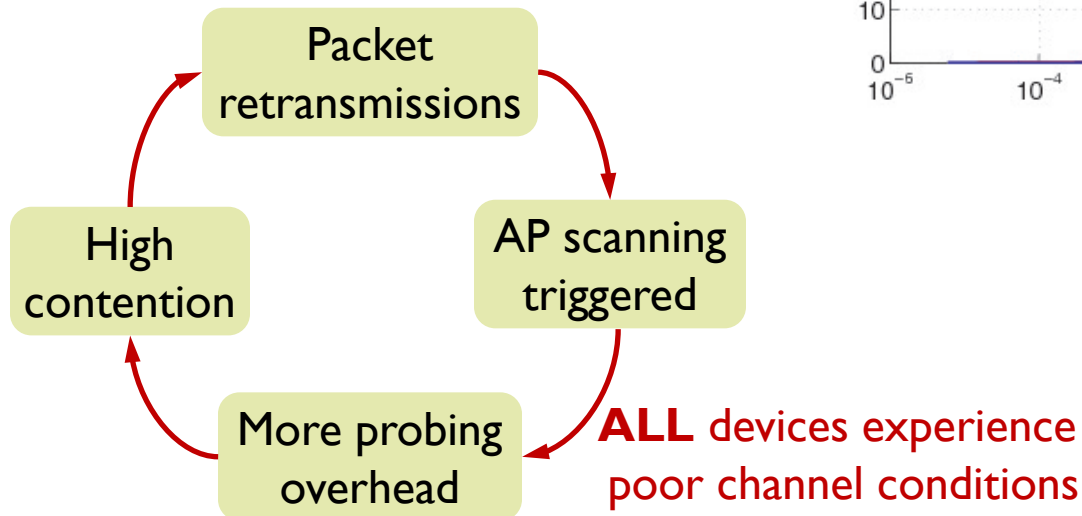 10
0
10⁻⁶
10⁻⁴
Packet
retransmissions
AP scanning
triggered
High
contention
More probing
overhead
ALL devices experience
poor channel conditions